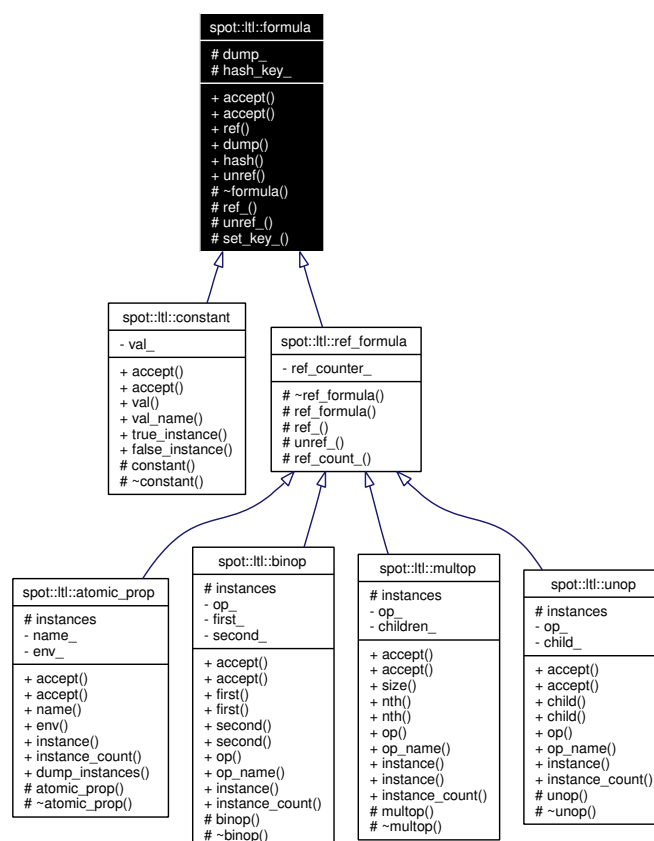 spot::ltl::formula
# dump_
# hash_key_
+ accept()
+ accept()
+ ref()
+ dump()
+ hash()
+ unref()
# ~formula()
# ref_()
# unref_()
# set_key_()
spot::ltl::constant
- val_
+ accept()
+ accept()
+ val()
+ val_name()
+ true_instance()
+ false_instance()
# constant()
# ~constant()
spot::ltl::ref_formula
- ref_counter_
# ~ref_formula()
# ref_formula()
# ref_()
# unref_()
# ref_count_()
spot::ltl::atomic_prop
# instances
- name_
- env_
+ accept()
+ accept()
+ name()
+ env()
+ instance()
+ instance_count()
+ dump_instances()
# atomic_prop()
# ~atomic_prop()
spot::ltl::binop
# instances
- op_
- first_
- second_
+ accept()
+ accept()
+ first()
+ first()
+ second()
+ second()
+ op()
+ op_name()
+ instance()
+ instance_count()
# binop()
# ~binop()
spot::ltl::multop
# instances
- op_
- children_
+ accept()
+ accept()
+ size()
+ nth()
+ nth()
+ op()
+ op_name()
+ instance()
+ instance()
+ instance_count()
# multop()
# ~multop()
spot::ltl::unop
# instances
- op_
- child_
+ accept()
+ accept()
+ child()
+ child()
+ op()
+ op_name()
+ instance()
+ instance_count()
# unop()
# ~unop()